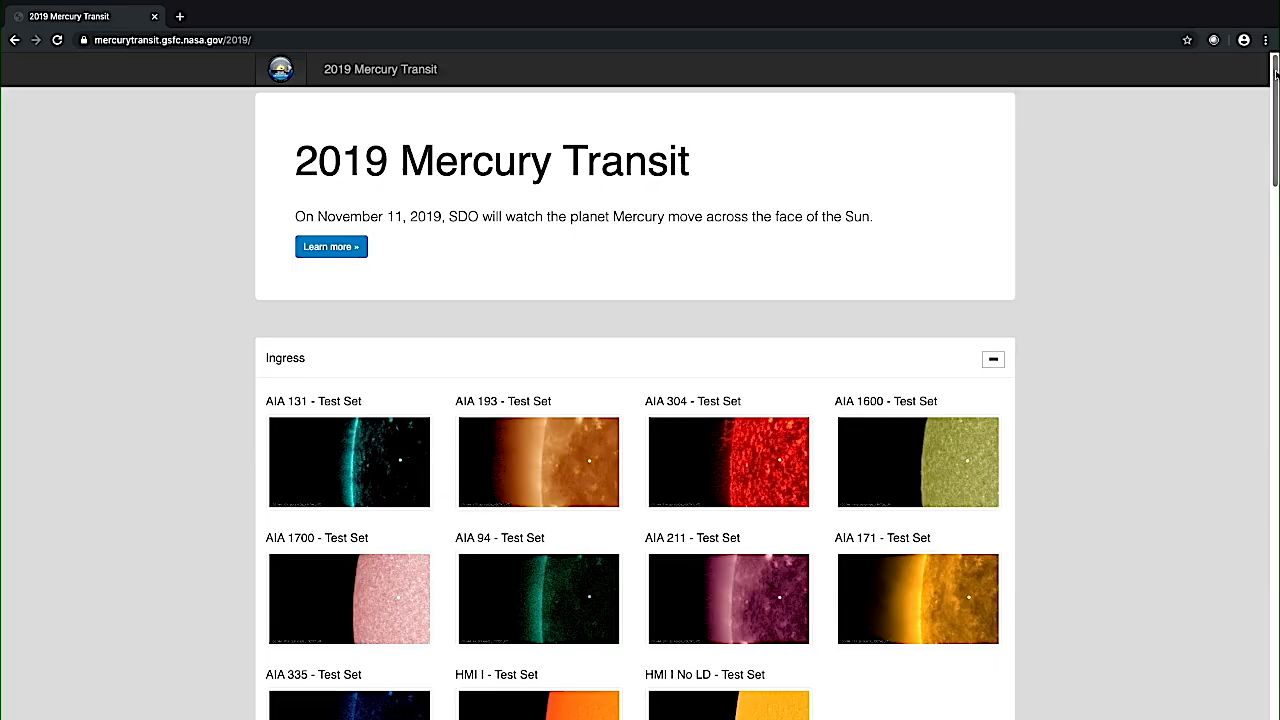 2019 Mercury Transit
mercurytransit.gsfc.nasa.gov/2019/
2019 Mercury Transit
2019 Mercury Transit
On November 11, 2019, SDO will watch the planet Mercury move across the face of the Sun.
Learn more »
Ingress
AIA 131 - Test Set
AIA 193 - Test Set
AIA 304 - Test Set
AIA 1600 - Test Set
AIA 1700 - Test Set
AIA 94 - Test Set
AIA 211 - Test Set
AIA 171 - Test Set
AIA 335 - Test Set
HMI I - Test Set
HMI I No LD - Test Set